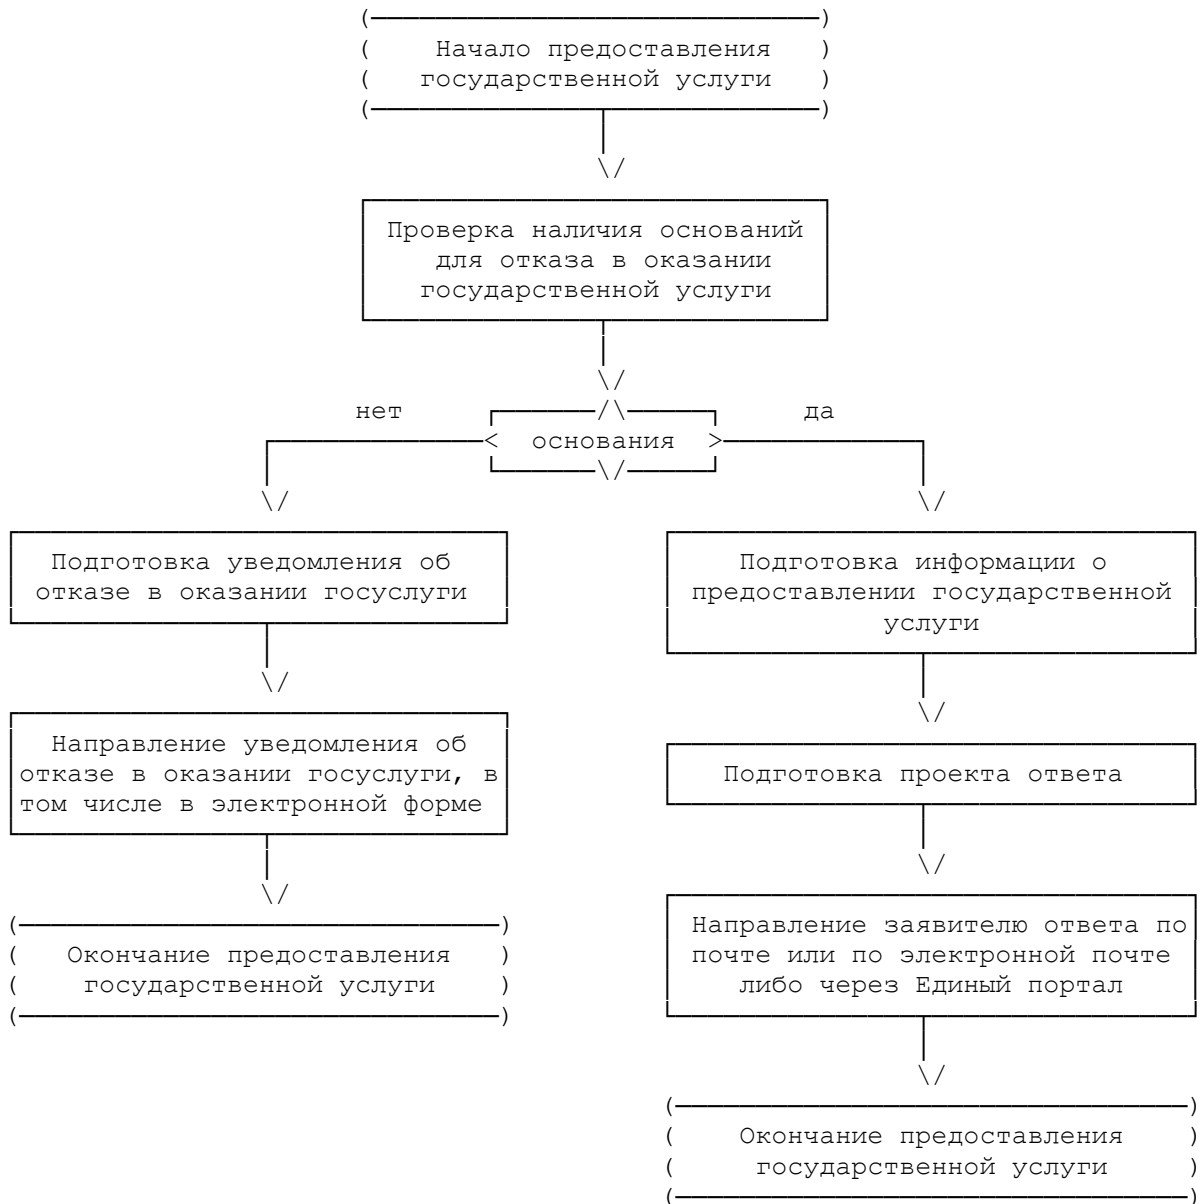 Начало предоставления
государственной услуги
Проверка наличия оснований
для отказа в оказании
государственной услуги
нет
да
основания
Подготовка уведомления об
отказе в оказании госуслуги
Направление уведомления об
отказе в оказании госуслуги, в
том числе в электронной форме
Окончание предоставления
государственной услуги
Подготовка информации о
предоставлении государственной
услуги
Подготовка проекта ответа
Направление заявителю ответа по
почте или по электронной почте
либо через Единый портал
Окончание предоставления
государственной услуги